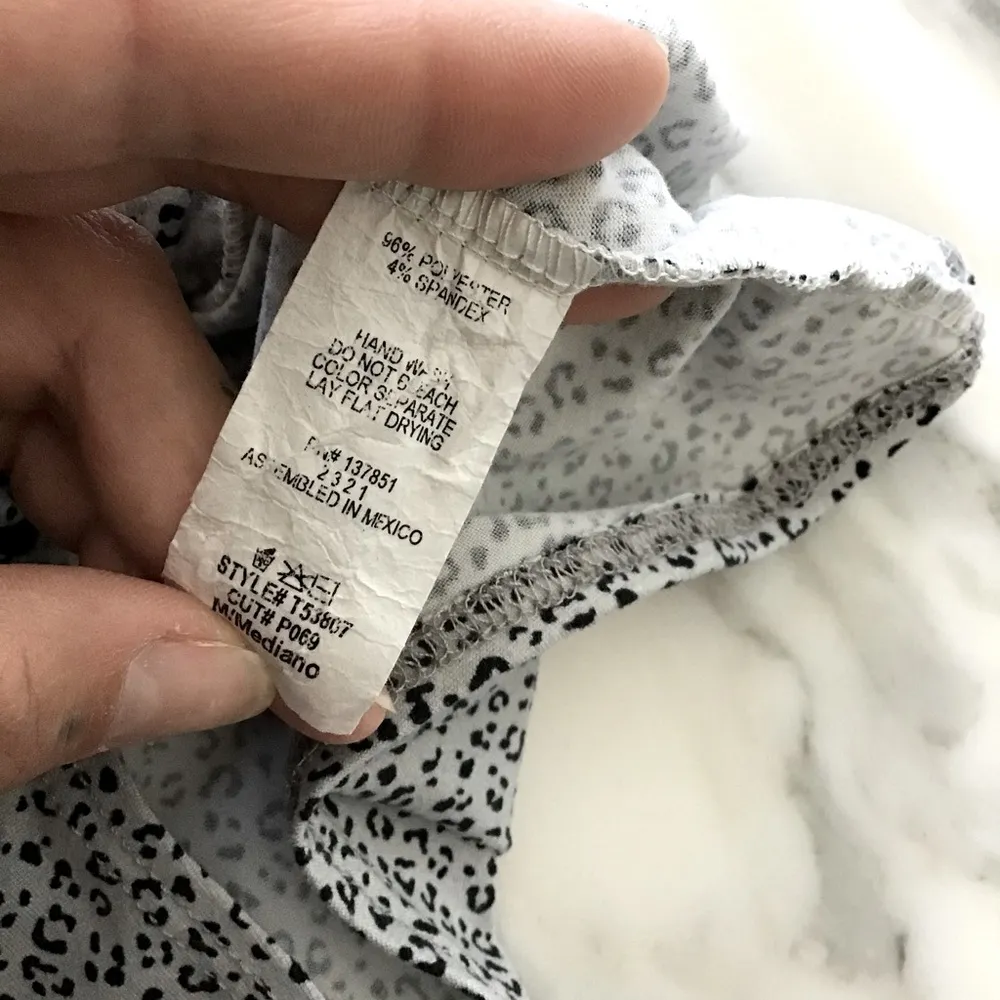 96% POLYESTER
4% SPANDEX
HAND WASH
DO NOT BLEACH
COLOR SEPARATE
LAY FLAT DRYING
RN# 137851
2321
ASSEMBLED IN MEXICO
STYLE# T53807
CUT# P069
M/Mediano